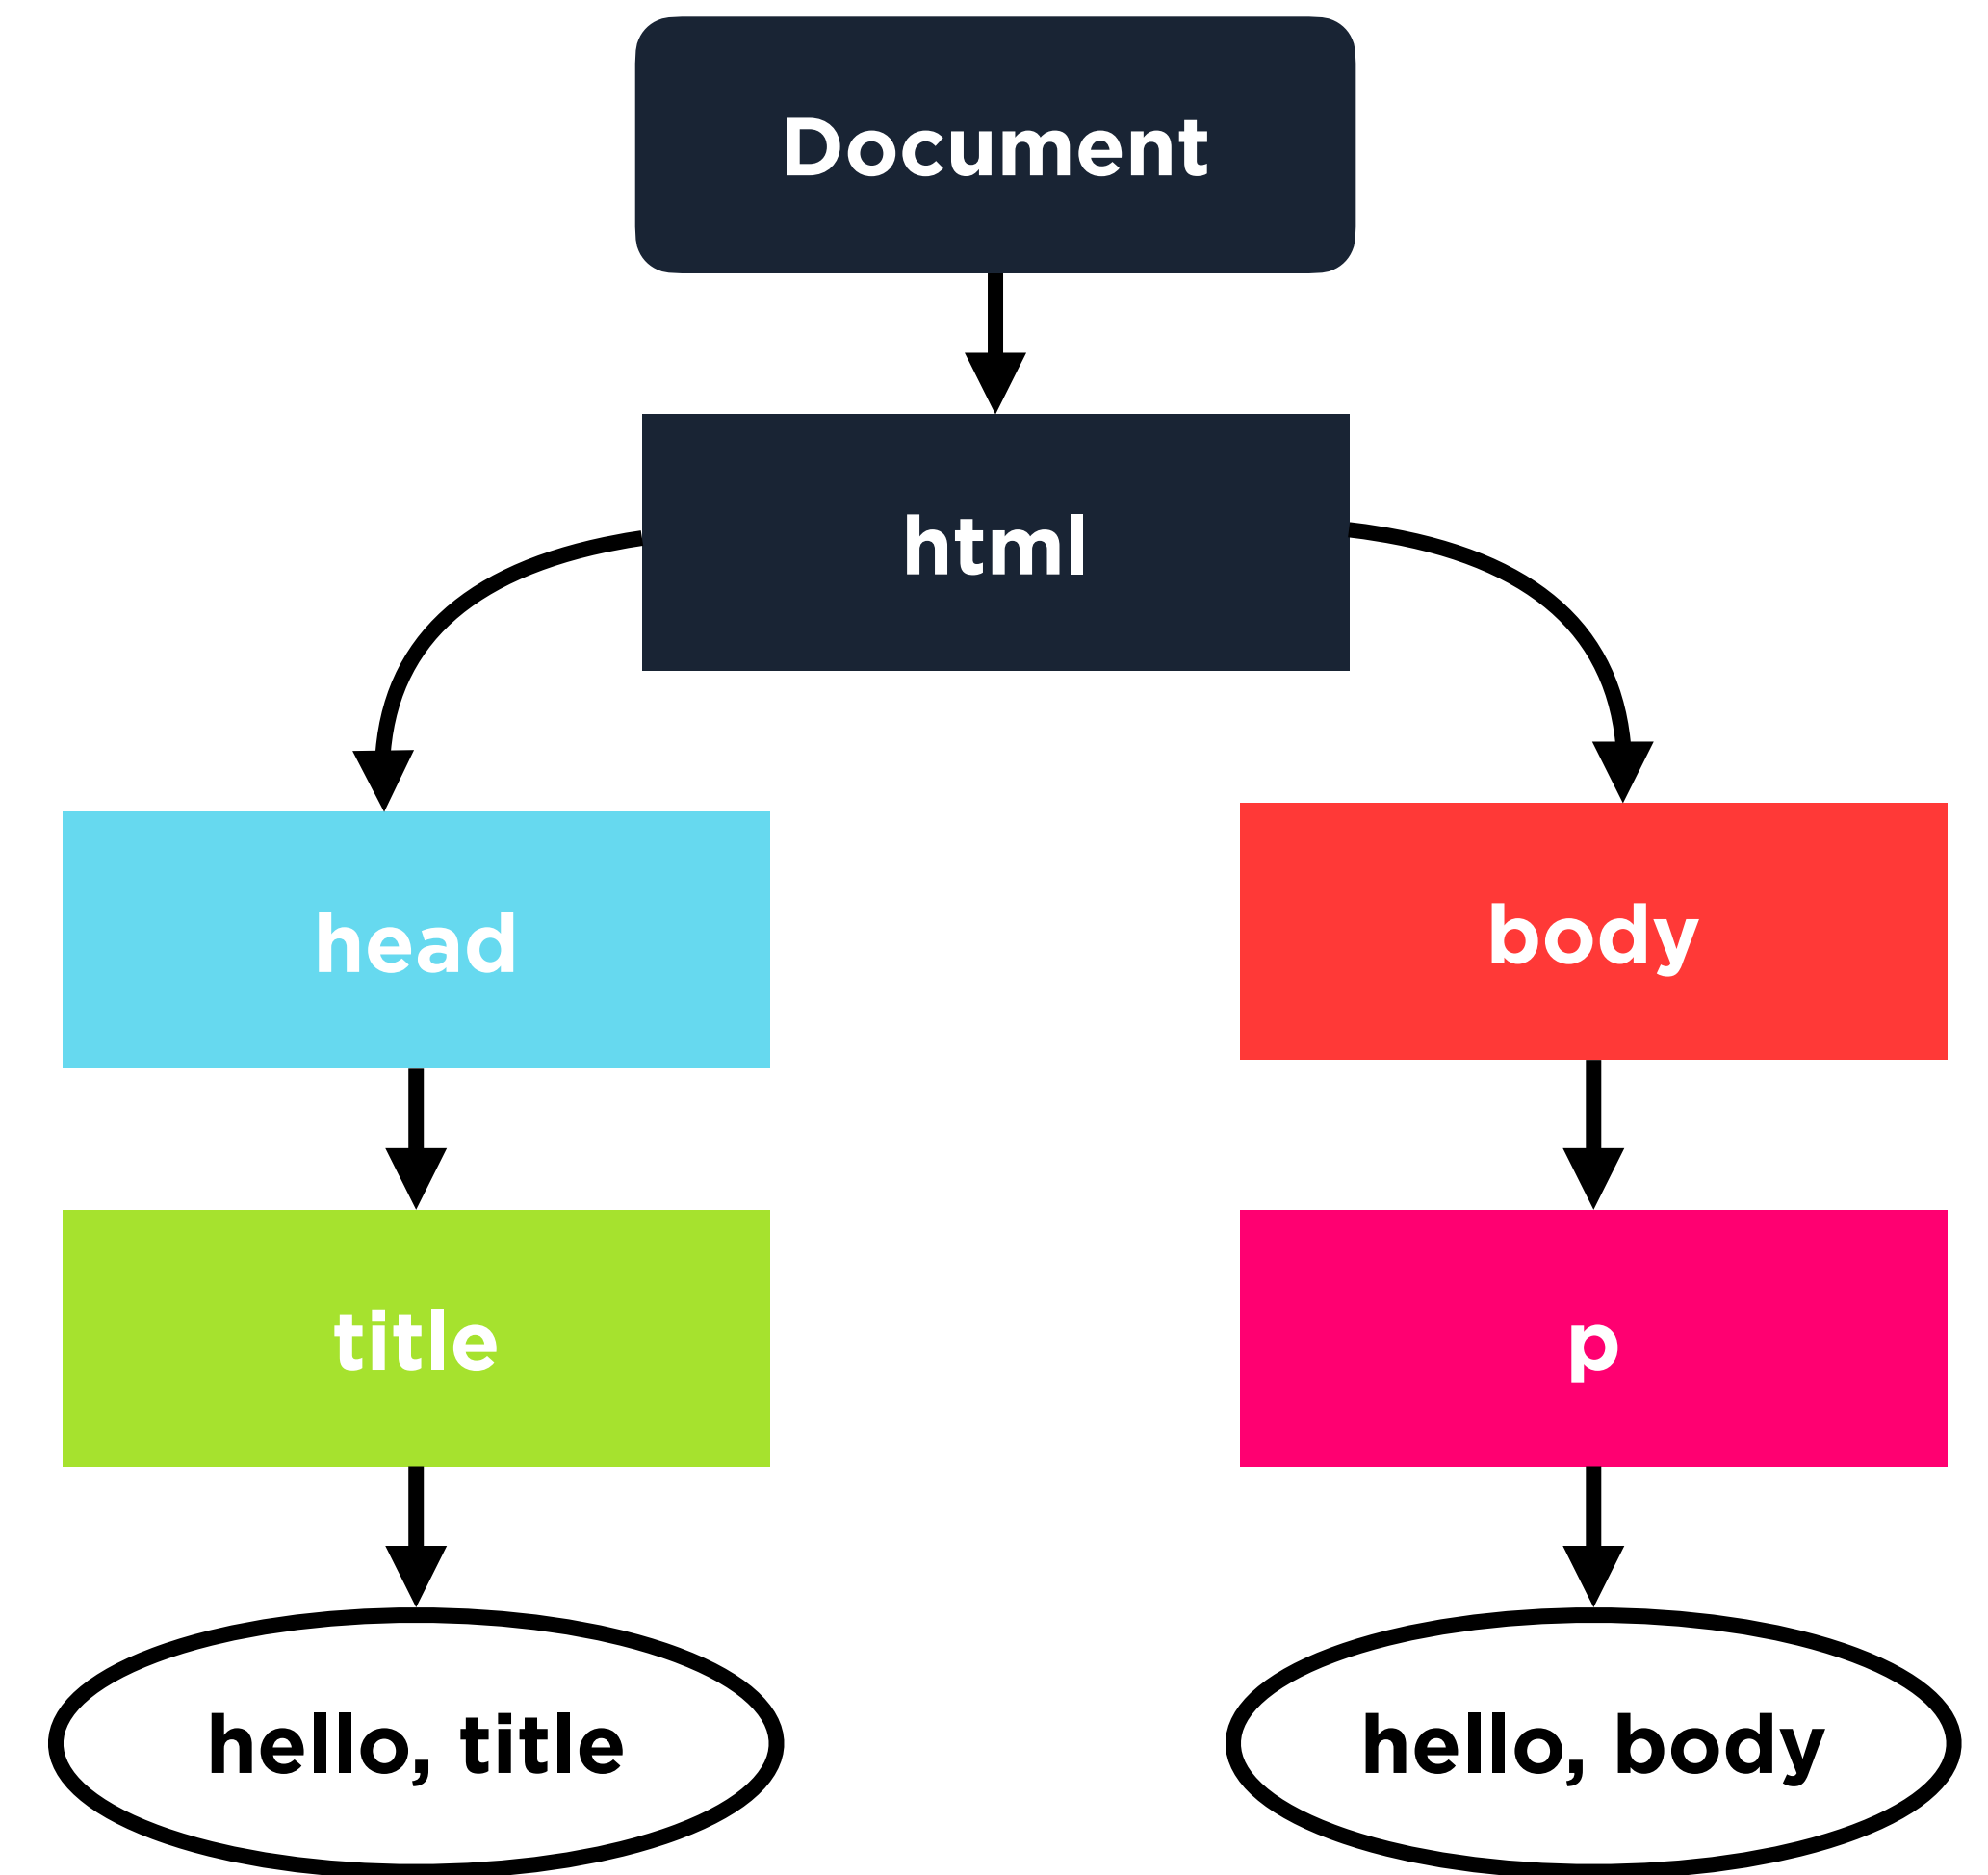 Document
html
head
body
title
p
hello, title
hello, body